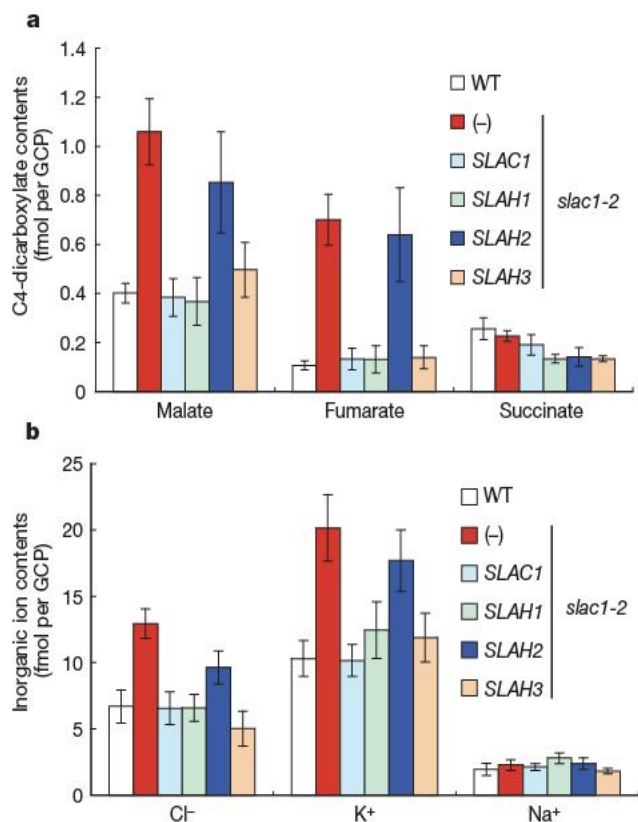 a
C4-dicarboxylate contents
(fmol per GCP)
1.4
1.2
1.0
0.8
0.6
0.4
0.2
0
WT
(–)
SLAC1
SLAH1
SLAH2
SLAH3
slac1-2
Malate
Fumarate
Succinate
b
Inorganic ion contents
(fmol per GCP)
25
20
15
10
5
0
WT
(–)
SLAC1
SLAH1
SLAH2
SLAH3
slac1-2
Cl⁻
K⁺
Na⁺